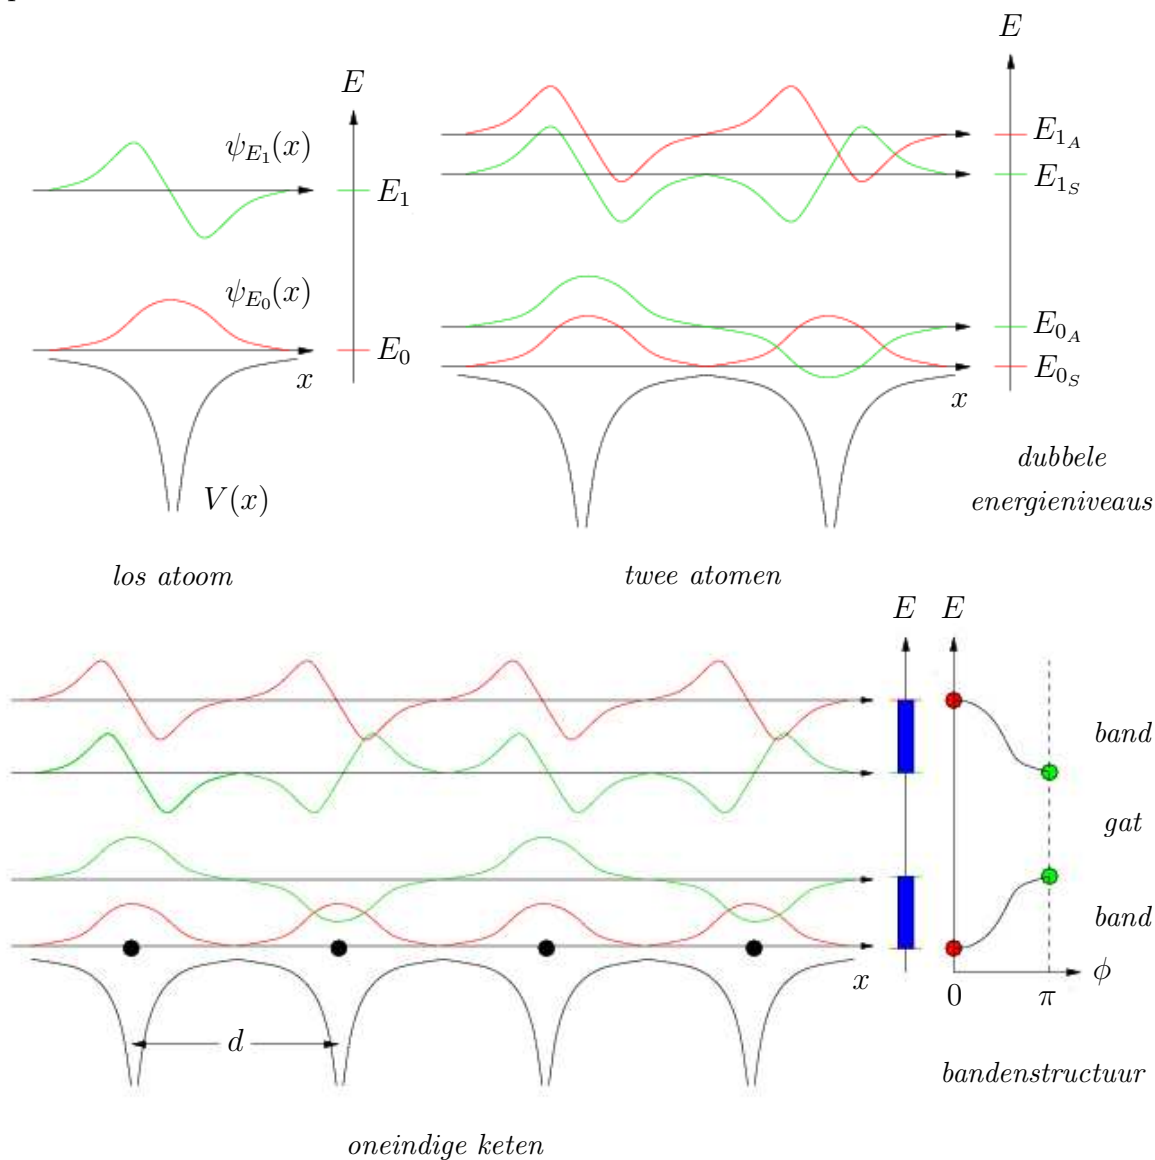 E
ψ_{E_1}(x)
E_1
ψ_{E_0}(x)
E_0
x
V(x)
los atoom
E
E_{1_A}
E_{1_S}
E_{0_A}
E_{0_S}
x
dubbele
energieniveaus
twee atomen
E
E
band
gat
band
x
ϕ
0
π
d
bandenstructuur
oneindige keten